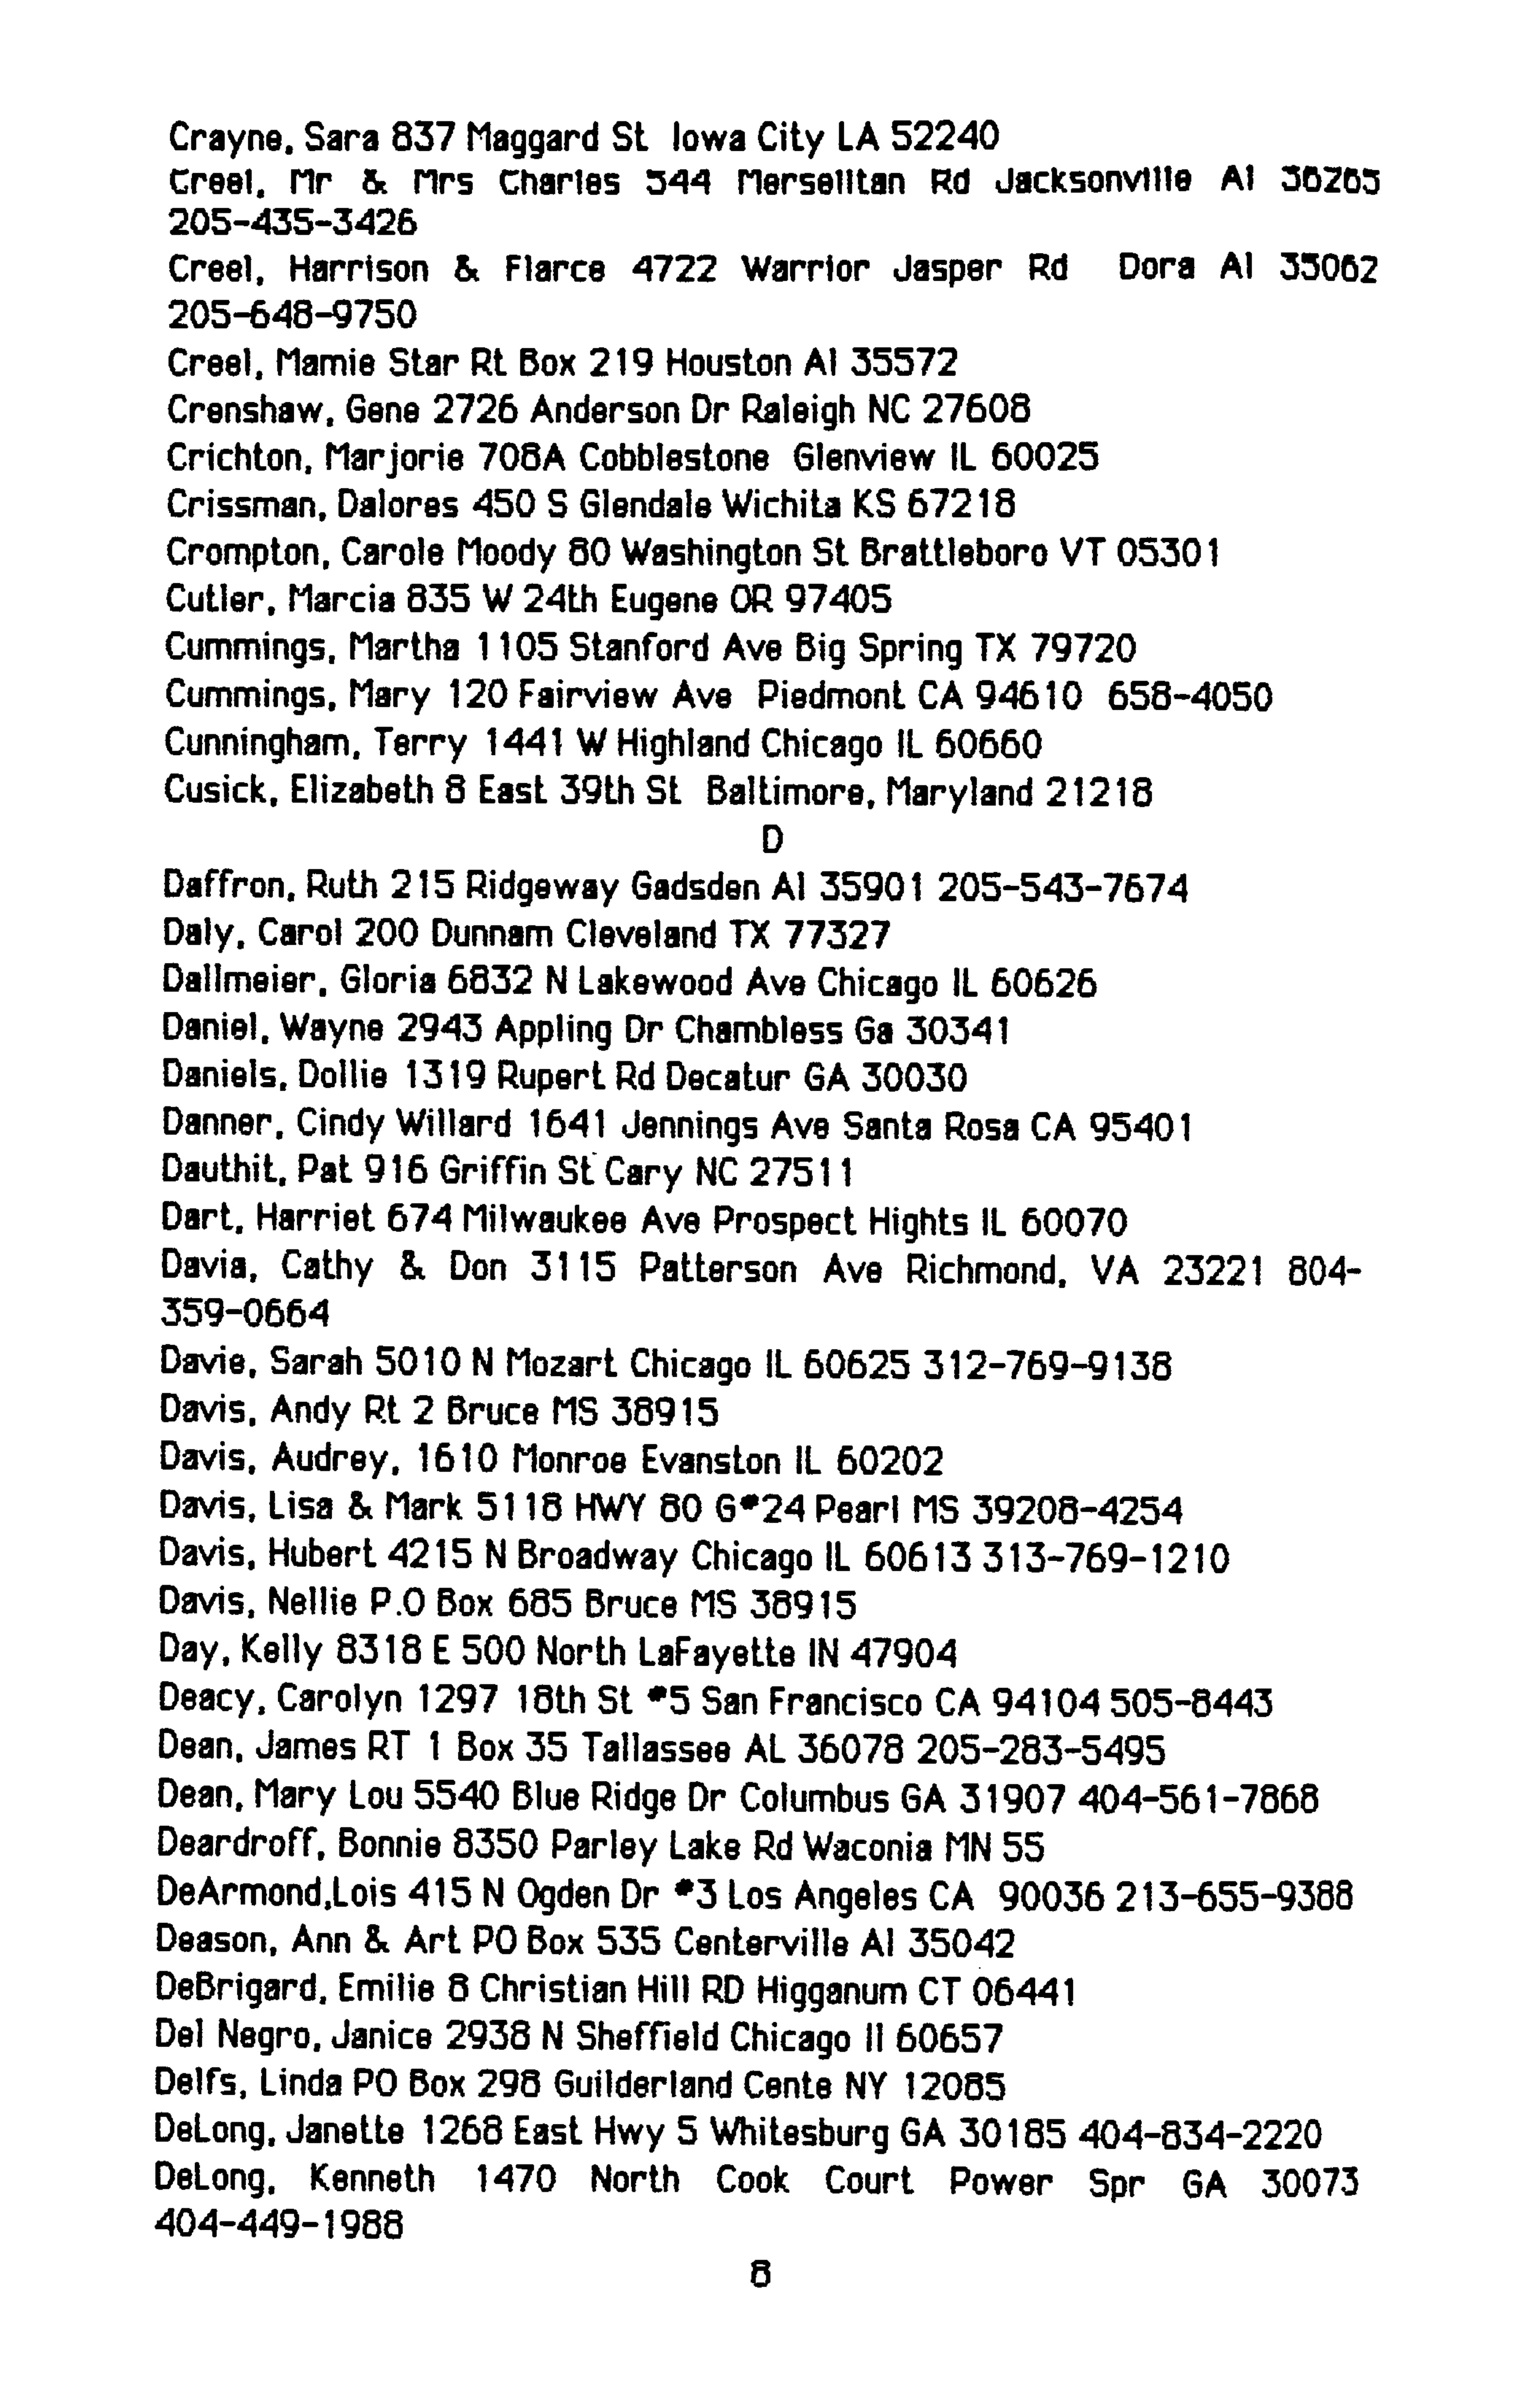 Crayne, Sara 837 Maggard St Iowa City LA 52240
Creel, Mr & Mrs Charles 544 Merselltan Rd Jacksonville Al 36265
205-435-3426
Creel, Harrison & Flarce 4722 Warrior Jasper Rd Dora Al 35062
205-648-9750
Creel, Mamie Star Rt Box 219 Houston Al 35572
Crenshaw, Gene 2726 Anderson Dr Raleigh NC 27608
Crichton, Marjorie 708A Cobblestone Glenview IL 60025
Crissman, Dalores 450 S Glendale Wichita KS 67218
Crompton, Carole Moody 80 Washington St Brattleboro VT 05301
Cutler, Marcia 835 W 24th Eugene OR 97405
Cummings, Martha 1105 Stanford Ave Big Spring TX 79720
Cummings, Mary 120 Fairview Ave Piedmont CA 94610 658-4050
Cunningham, Terry 1441 W Highland Chicago IL 60660
Cusick, Elizabeth 8 East 39th St Baltimore, Maryland 21218
D
Daffron, Ruth 215 Ridgeway Gadsden Al 35901 205-543-7674
Daly, Carol 200 Dunnam Cleveland TX 77327
Dallmeier, Gloria 6832 N Lakewood Ave Chicago IL 60626
Daniel, Wayne 2943 Appling Dr Chambless Ga 30341
Daniels, Dollie 1319 Rupert Rd Decatur GA 30030
Danner, Cindy Willard 1641 Jennings Ave Santa Rosa CA 95401
Dauthit, Pat 916 Griffin St Cary NC 27511
Dart, Harriet 674 Milwaukee Ave Prospect Hights IL 60070
Davia, Cathy & Don 3115 Patterson Ave Richmond, VA 23221 804-
359-0664
Davie, Sarah 5010 N Mozart Chicago IL 60625 312-769-9138
Davis, Andy Rt 2 Bruce MS 38915
Davis, Audrey, 1610 Monroe Evanston IL 60202
Davis, Lisa & Mark 5118 HWY 80 G#24 Pearl MS 39208-4254
Davis, Hubert 4215 N Broadway Chicago IL 60613 313-769-1210
Davis, Nellie P.O Box 685 Bruce MS 38915
Day, Kelly 8318 E 500 North LaFayette IN 47904
Deacy, Carolyn 1297 18th St #5 San Francisco CA 94104 505-8443
Dean, James RT 1 Box 35 Tallassee AL 36078 205-283-5495
Dean, Mary Lou 5540 Blue Ridge Dr Columbus GA 31907 404-561-7868
Deardroff, Bonnie 8350 Parley Lake Rd Waconia MN 55
DeArmond,Lois 415 N Ogden Dr #3 Los Angeles CA 90036 213-655-9388
Deason, Ann & Art PO Box 535 Centerville Al 35042
DeBrigard, Emilie 8 Christian Hill RD Higganum CT 06441
Del Negro, Janice 2938 N Sheffield Chicago Il 60657
Delfs, Linda PO Box 298 Guilderland Cente NY 12085
DeLong, Janette 1268 East Hwy 5 Whitesburg GA 30185 404-834-2220
DeLong, Kenneth 1470 North Cook Court Power Spr GA 30073
404-449-1988
8